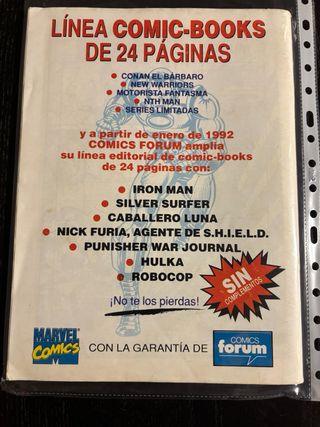 LÍNEA COMIC-BOOKS
DE 24 PÁGINAS
• CONAN EL BÁRBARO
• NEW WARRIORS
• MOTORISTA FANTASMA
• NTH MAN
• SERIES LIMITADAS
y a partir de enero de 1992
COMICS FORUM amplía
su línea editorial de comic-books
de 24 páginas con:
• IRON MAN
• SILVER SURFER
• CABALLERO LUNA
• NICK FURIA, AGENTE DE S.H.I.E.L.D.
• PUNISHER WAR JOURNAL
• HULKA
• ROBOCOP
SIN
COMPLEMENTOS
¡No te los pierdas!
MARVEL
COMICS
CON LA GARANTÍA DE
COMICS
forum